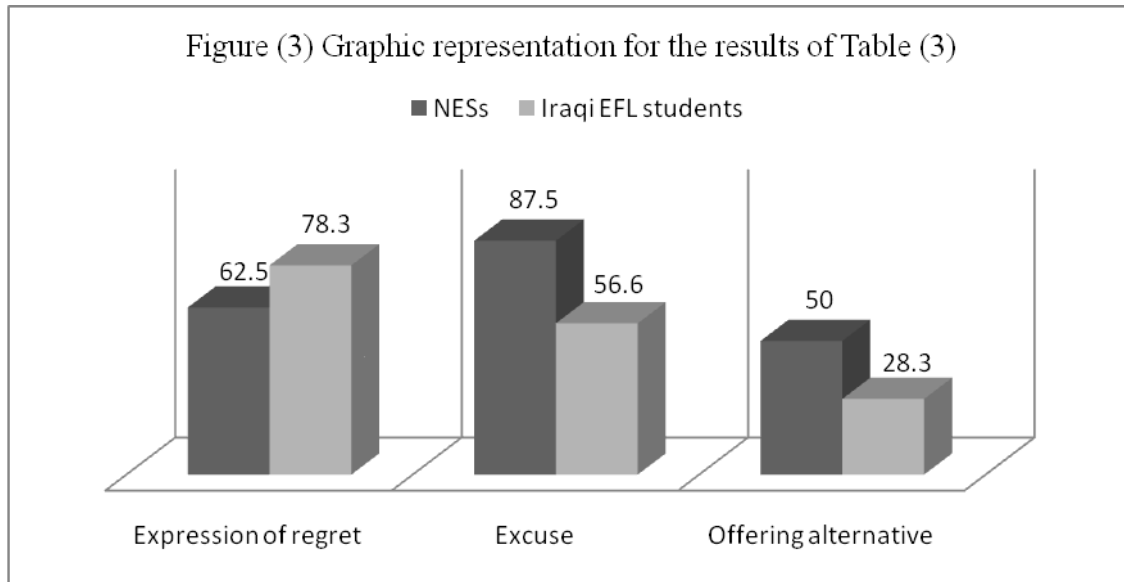 Figure (3) Graphic representation for the results of Table (3)
NESs Iraqi EFL students
62.5 78.3 87.5 56.6 50 28.3
Expression of regret Excuse Offering alternative